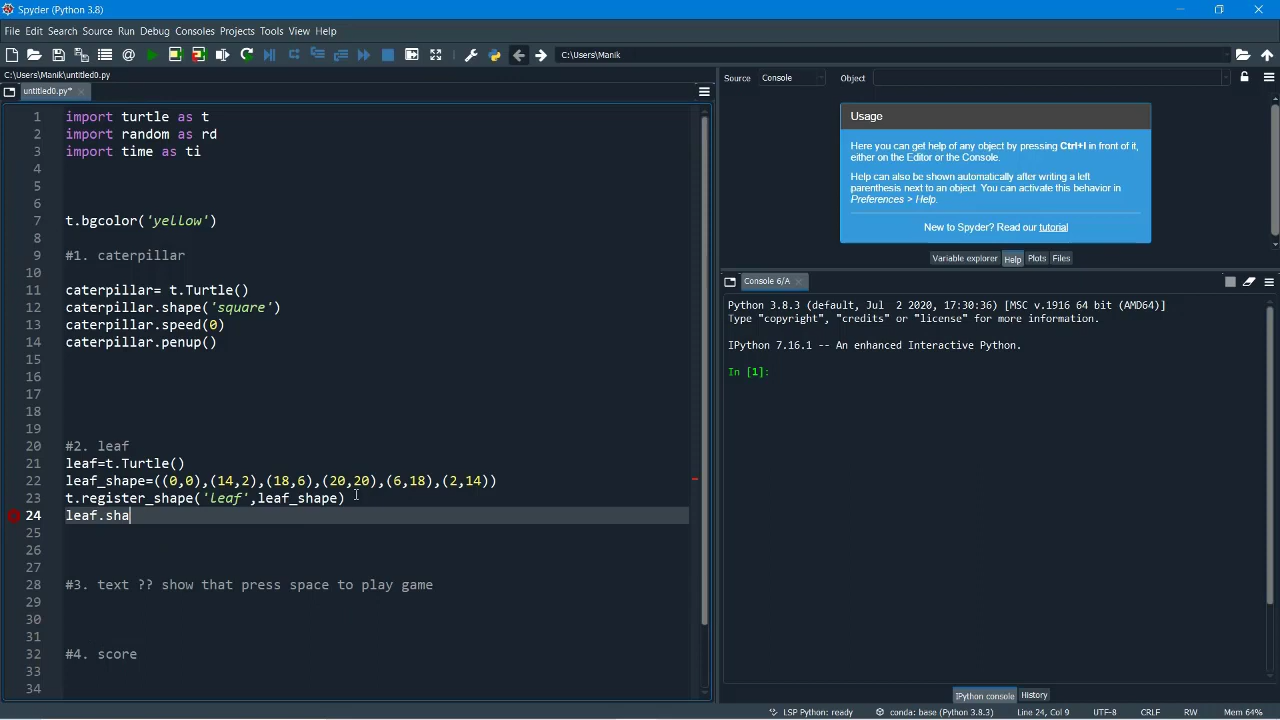 Spyder (Python 3.8)
File Edit Search Source Run Debug Consoles Projects Tools View Help
C:\Users\Manik
C:\Users\Manik\untitled0.py
untitled0.py*
1 import turtle as t
2 import random as rd
3 import time as ti
4
5
6
7 t.bgcolor('yellow')
8
9 #1. caterpillar
10
11 caterpillar= t.Turtle()
12 caterpillar.shape('square')
13 caterpillar.speed(0)
14 caterpillar.penup()
15
16
17
18
19
20 #2. leaf
21 leaf=t.Turtle()
22 leaf_shape=((0,0),(14,2),(18,6),(20,20),(6,18),(2,14))
23 t.register_shape('leaf',leaf_shape)
24 leaf.sha
25
26
27
28 #3. text ?? show that press space to play game
29
30
31
32 #4. score
33
34
Source Console Object
Usage
Here you can get help of any object by pressing Ctrl+I in front of it,
either on the Editor or the Console.
Help can also be shown automatically after writing a left
parenthesis next to an object. You can activate this behavior in
Preferences > Help.
New to Spyder? Read our tutorial
Variable explorer Help Plots Files
Console 6/A
Python 3.8.3 (default, Jul 2 2020, 17:30:36) [MSC v.1916 64 bit (AMD64)]
Type "copyright", "credits" or "license" for more information.
IPython 7.16.1 -- An enhanced Interactive Python.
In [1]:
IPython console History
LSP Python: ready conda: base (Python 3.8.3) Line 24, Col 9 UTF-8 CRLF RW Mem 64%